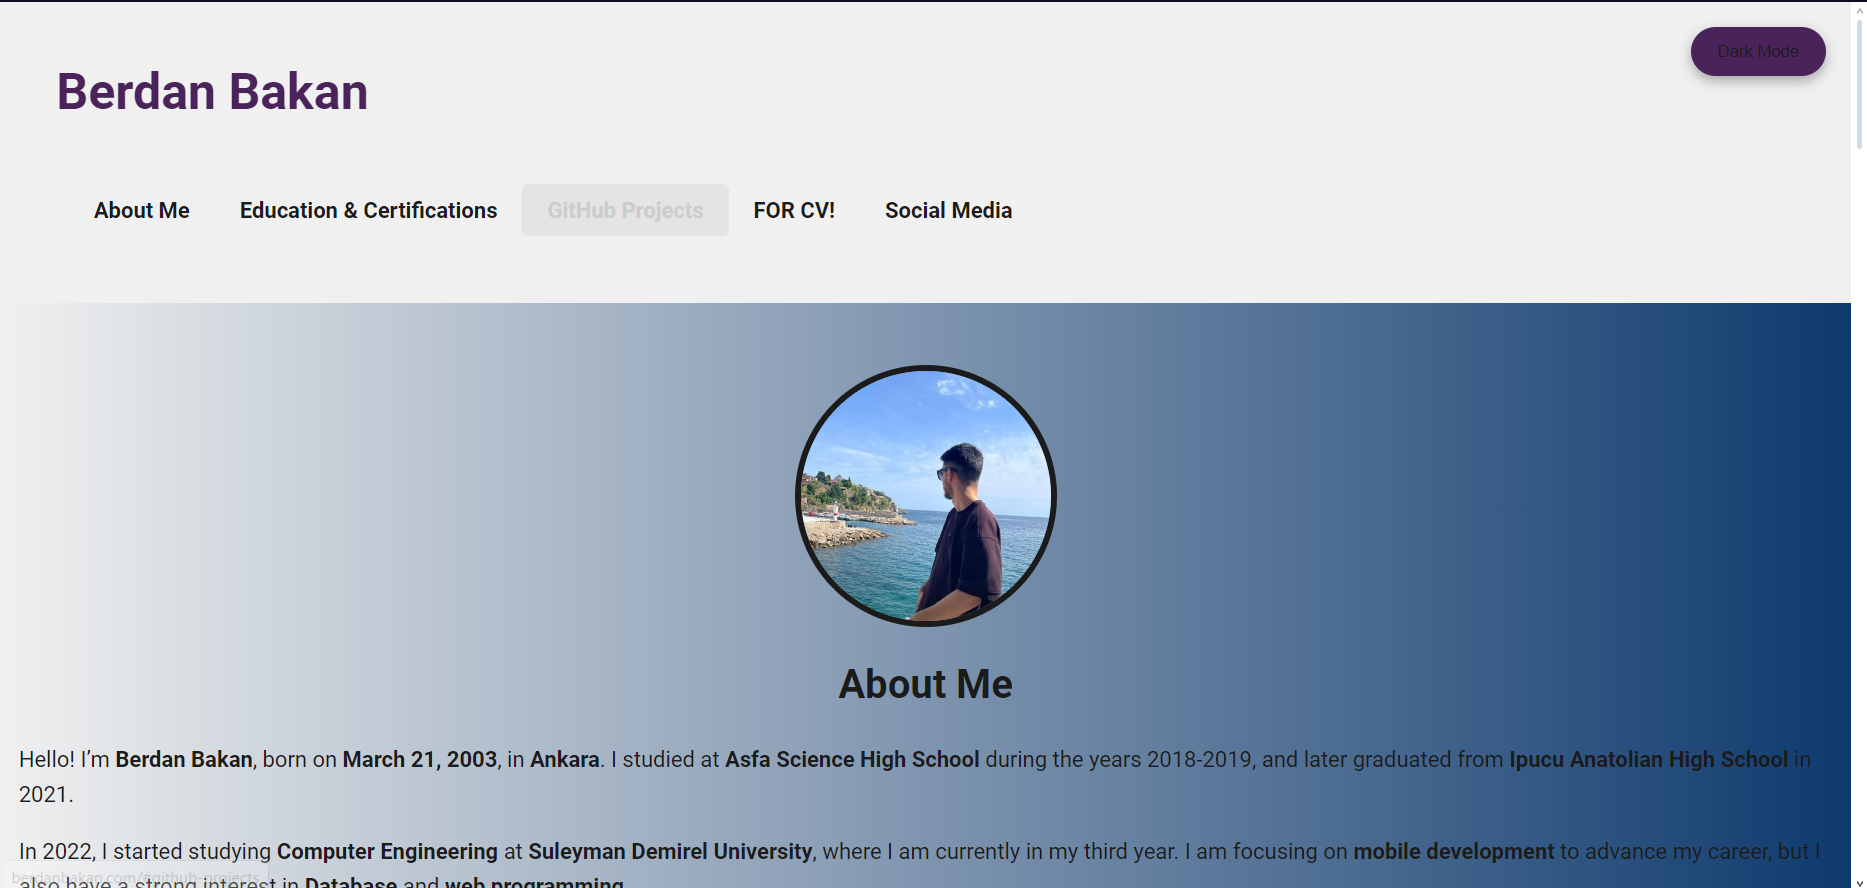 Dark Mode
Berdan Bakan
About Me
Education & Certifications
GitHub Projects
FOR CV!
Social Media
About Me
Hello! I’m Berdan Bakan, born on March 21, 2003, in Ankara. I studied at Asfa Science High School during the years 2018-2019, and later graduated from Ipucu Anatolian High School in
2021.
In 2022, I started studying Computer Engineering at Suleyman Demirel University, where I am currently in my third year. I am focusing on mobile development to advance my career, but I
also have a strong interest in Database and web programming.
berdanbakan.com/#github-projects